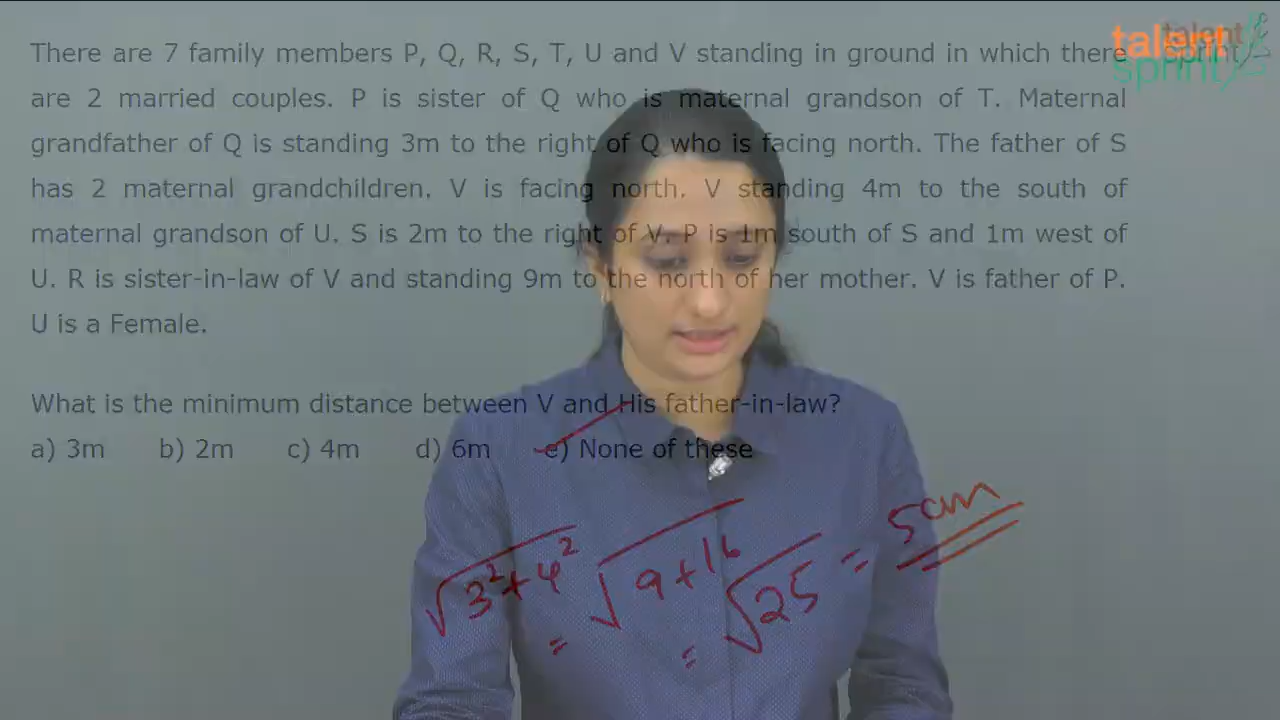 There are 7 family members P, Q, R, S, T, U and V standing in ground in which there
are 2 married couples. P is sister of Q who is maternal grandson of T. Maternal
grandfather of Q is standing 3m to the right of Q who is facing north. The father of S
has 2 maternal grandchildren. V is facing north. V standing 4m to the south of
maternal grandson of U. S is 2m to the right of V. P is 1m south of S and 1m west of
U. R is sister-in-law of V and standing 9m to the north of her mother. V is father of P.
U is a Female.
What is the minimum distance between V and His father-in-law?
a) 3m b) 2m c) 4m d) 6m e) None of these
√3²+4² = √9+16 = √25 = 5cm
talent
sprint